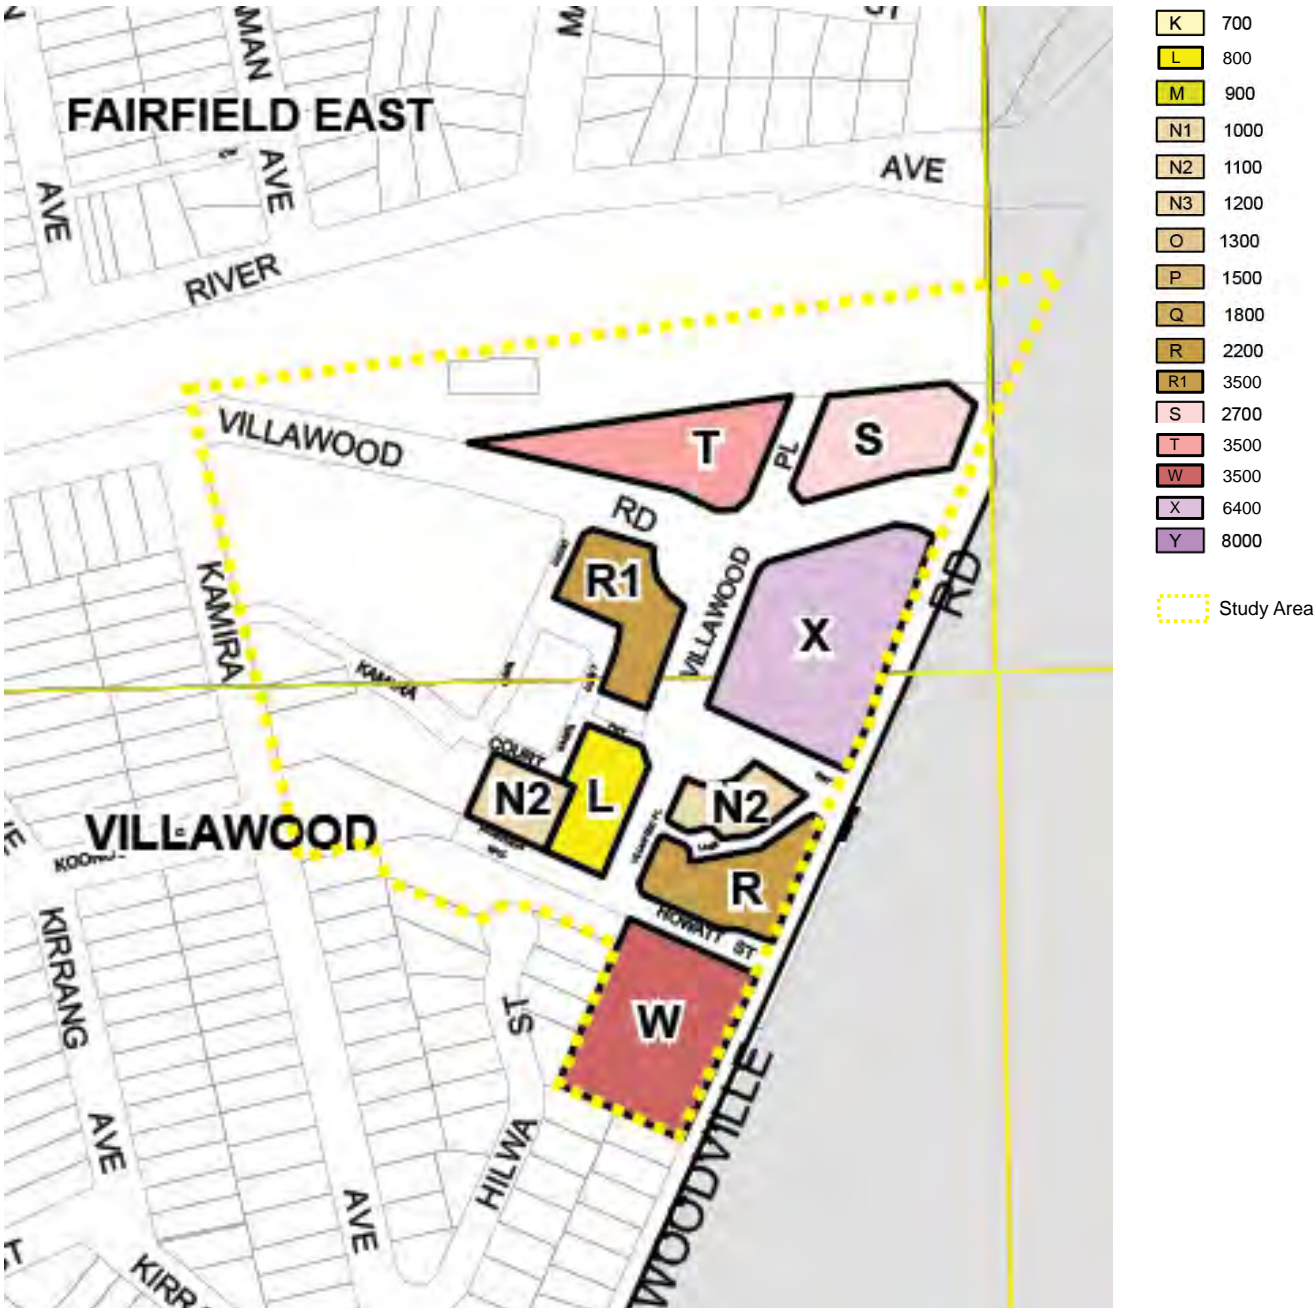 FAIRFIELD EAST
MAN
AVE
AVE
AVE
RIVER
VILLAWOOD
RD
PL
T
S
R1
VILLAWOOD
X
RD
KAMIRA
KAMIRA
COURT
N2
L
N2
R
VILLAWOOD
HOWATT ST
W
KIRRANG
AVE
ST
HILWA
AVE
WOODVILLE
K 700
L 800
M 900
N1 1000
N2 1100
N3 1200
O 1300
P 1500
Q 1800
R 2200
R1 3500
S 2700
T 3500
W 3500
X 6400
Y 8000
Study Area